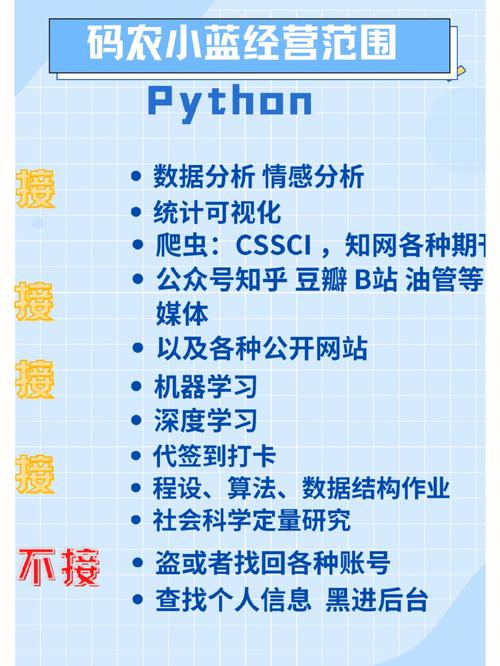 码农小蓝经营范围
Python
接
• 数据分析 情感分析
• 统计可视化
• 爬虫：CSSCI ，知网各种期刊
接
• 公众号知乎 豆瓣 B站 油管等
媒体
• 以及各种公开网站
接
• 机器学习
• 深度学习
接
• 代签到打卡
• 程设、算法、数据结构作业
• 社会科学定量研究
不接
• 盗或者找回各种账号
• 查找个人信息 黑进后台